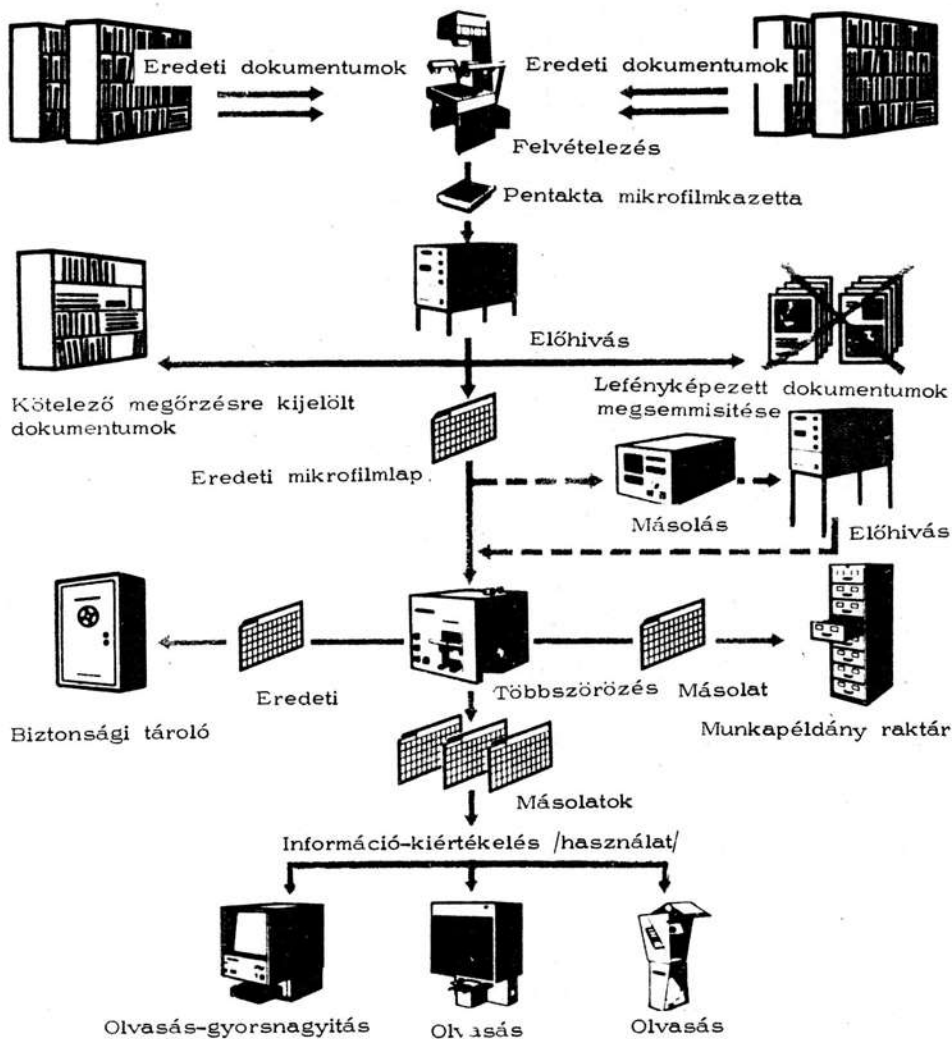 Eredeti dokumentumok
Eredeti dokumentumok
Felvételezés
Pentakta mikrofilmkazetta
Előhivás
Kötelező megőrzésre kijelölt
dokumentumok
Lefényképezett dokumentumok
megsemmisitése
Eredeti mikrofilmlap
Másolás
Előhivás
Eredeti
Többszörözés
Másolat
Biztonsági tároló
Munkapéldány raktár
Másolatok
Információ-kiértékelés /használat/
Olvasás-gyorsnagyitás
Olvasás
Olvasás